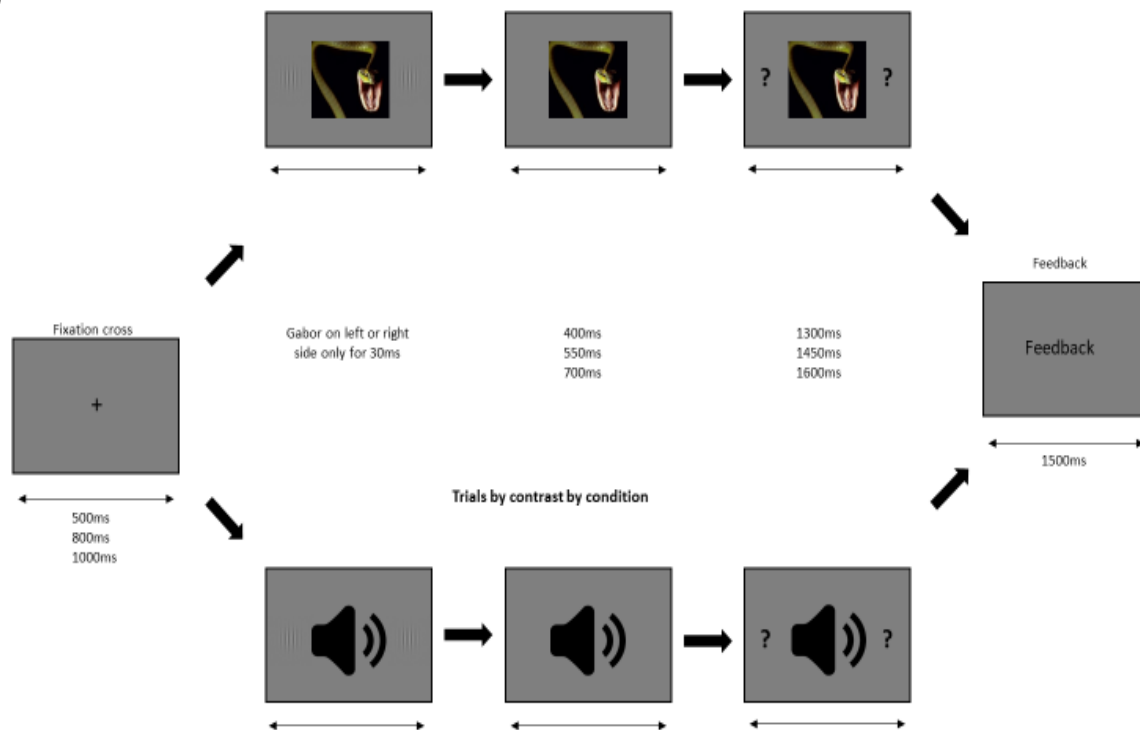 ? ?
Feedback
Fixation cross
Gabor on left or right
side only for 30ms
400ms
550ms
700ms
1300ms
1450ms
1600ms
Feedback
+
1500ms
Trials by contrast by condition
500ms
800ms
1000ms
? ?